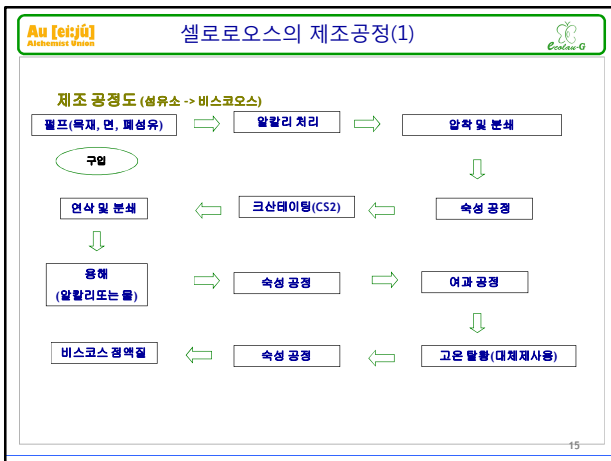 Au [ei:jú]
Alchemist Union
셀로로오스의 제조공정(1)
Ecolau-G
제조 공정도 (섬유소 -> 비스코오스)
펄프(목재, 면, 폐섬유)
알칼리 처리
압착 및 분쇄
구입
연삭 및 분쇄
크산테이팅(CS2)
숙성 공정
용해
(알칼리또는 물)
숙성 공정
여과 공정
비스코스 정액질
숙성 공정
고온 탈황(대체제사용)
15